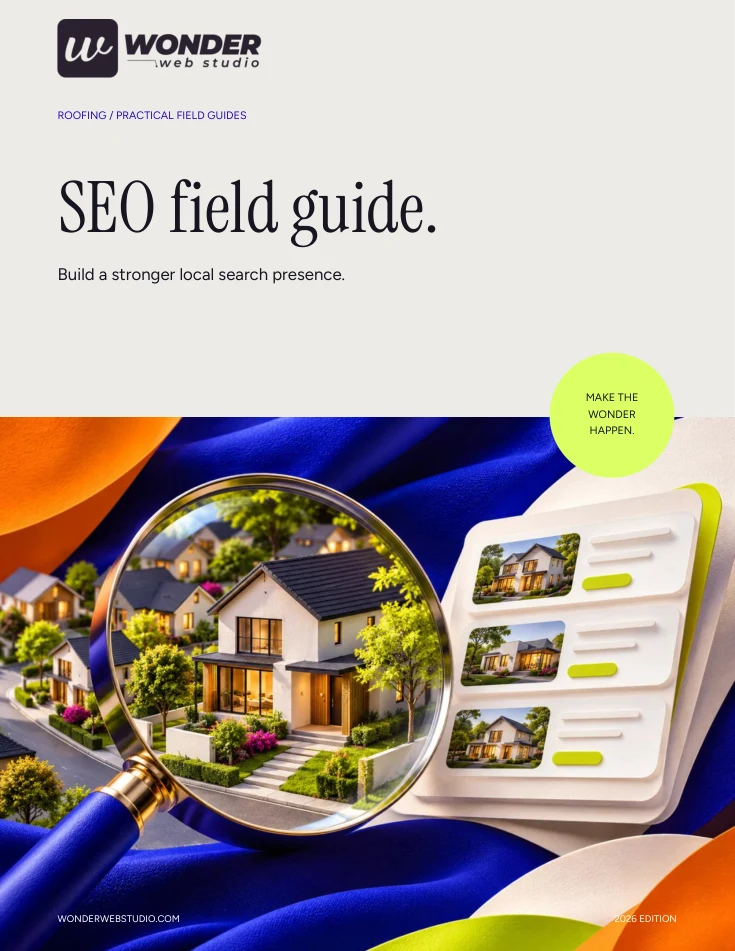 w WONDER
web studio
ROOFING / PRACTICAL FIELD GUIDES
SEO field guide.
Build a stronger local search presence.
MAKE THE
WONDER
HAPPEN.
WONDERWEBSTUDIO.COM
2026 EDITION